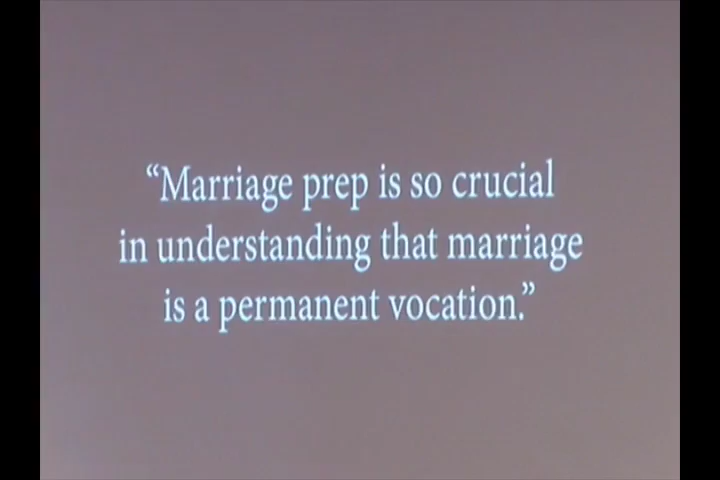 “Marriage prep is so crucial
in understanding that marriage
is a permanent vocation.”